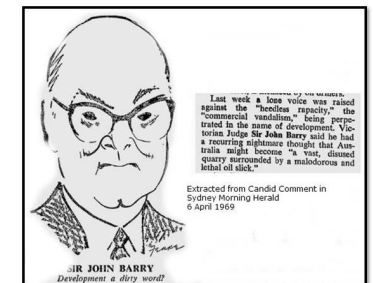 Last week a lone voice was raised
against the "heedless rapacity," the
"commercial vandalism," being perpe-
trated in the name of development. Vic-
torian Judge Sir John Barry said he had
a recurring nightmare thought that Aus-
tralia might become "a vast, disused
quarry surrounded by a malodorous and
lethal oil slick."
Extracted from Candid Comment in
Sydney Morning Herald
6 April 1969
SIR JOHN BARRY
Development a dirty word?